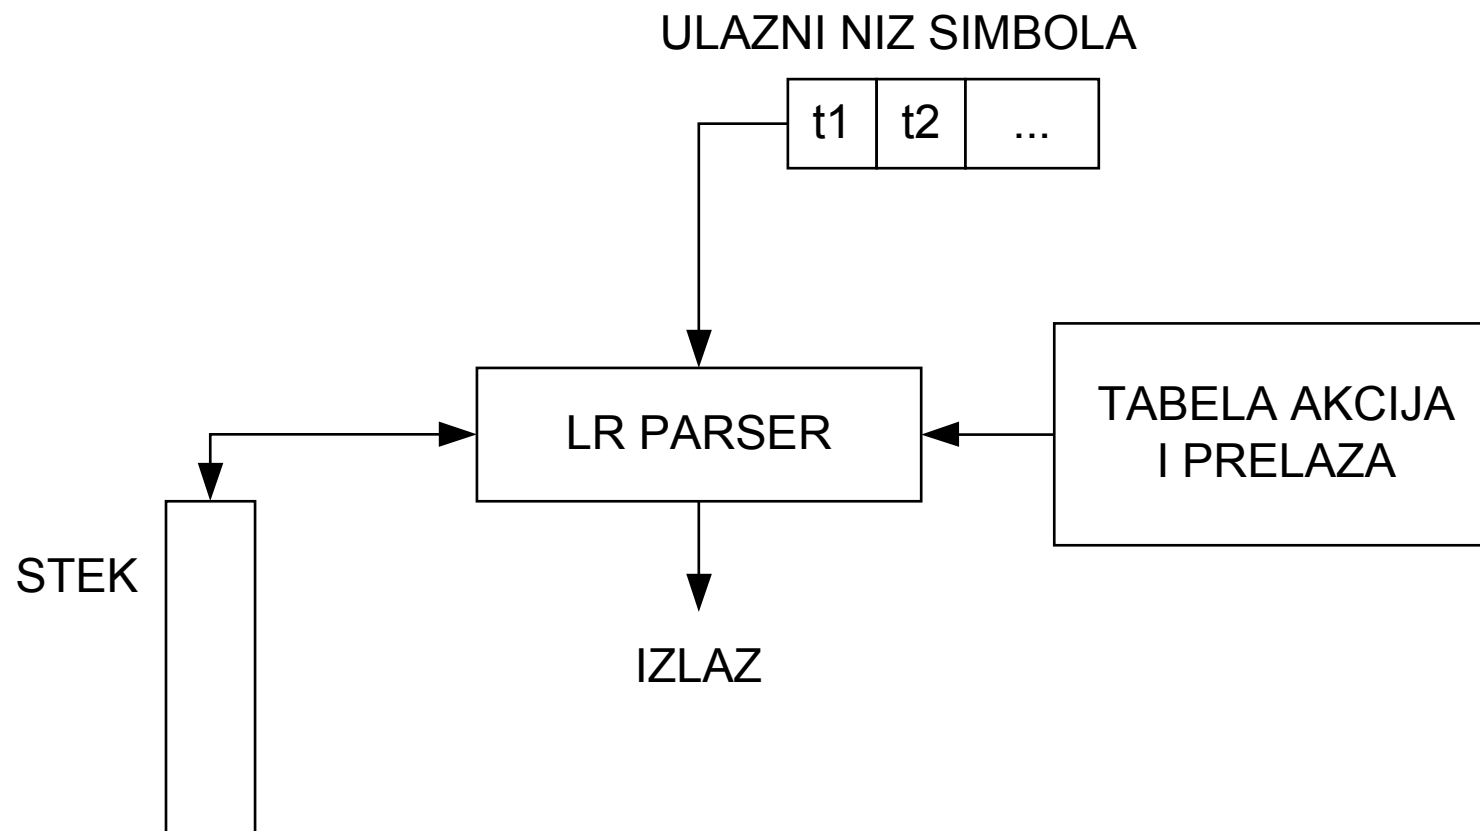 ULAZNI NIZ SIMBOLA
t1 t2 ...
LR PARSER
TABELA AKCIJA
I PRELAZA
STEK
IZLAZ